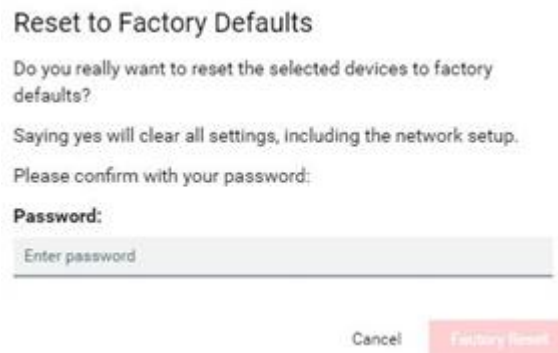 Reset to Factory Defaults
Do you really want to reset the selected devices to factory
defaults?
Saying yes will clear all settings, including the network setup.
Please confirm with your password:
Password:
Enter password
Cancel
Factory Reset